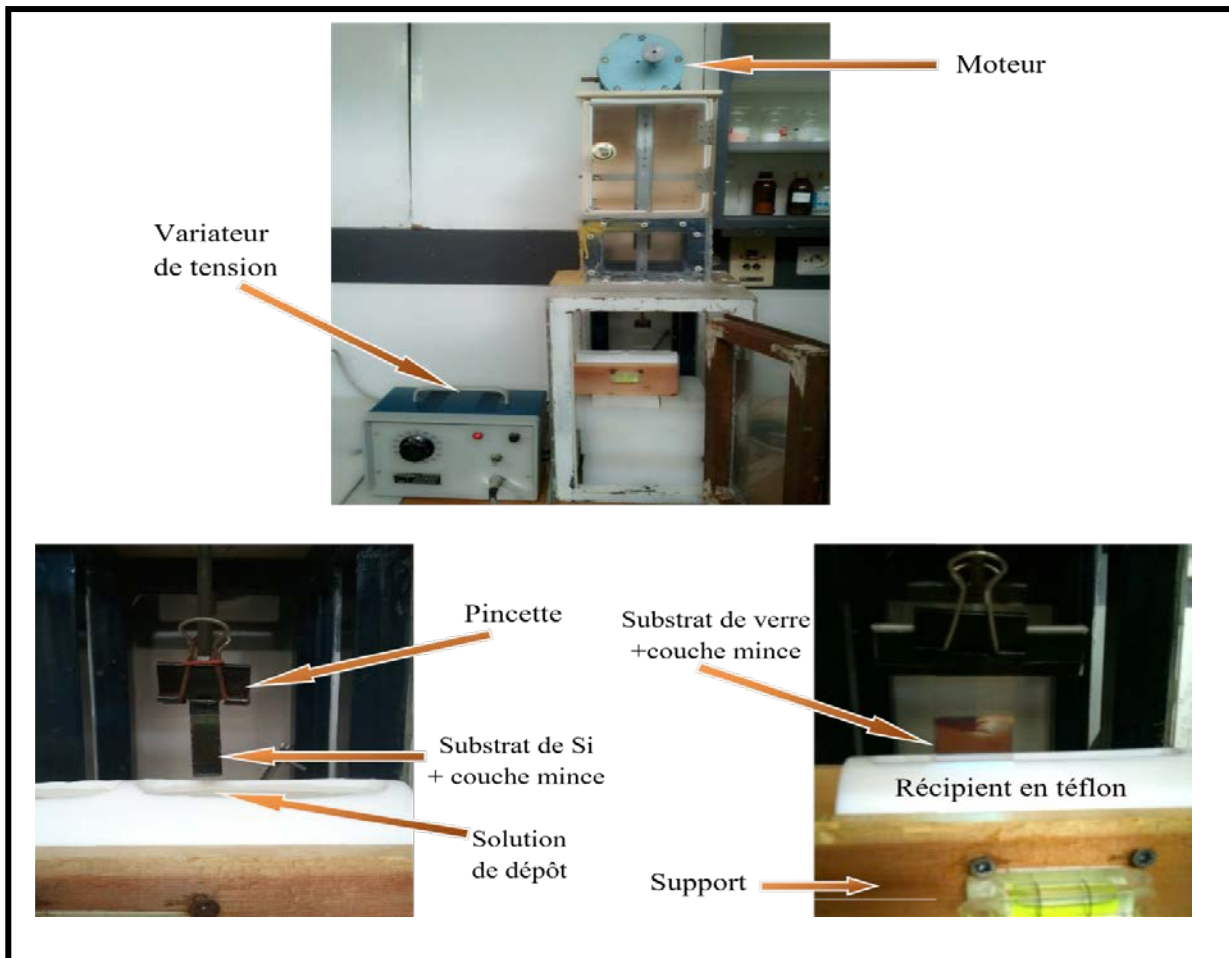 Moteur
Variateur
de tension
Pincette
Substrat de Si
+ couche mince
Solution
de dépôt
Substrat de verre
+couche mince
Récipient en téflon
Support